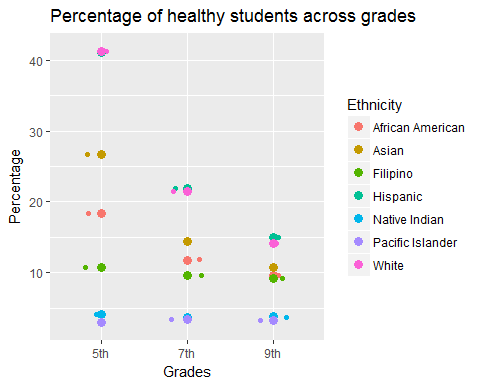 Percentage of healthy students across grades
40
30
20
10
Percentage
5th
7th
9th
Grades
Ethnicity
African American
Asian
Filipino
Hispanic
Native Indian
Pacific Islander
White